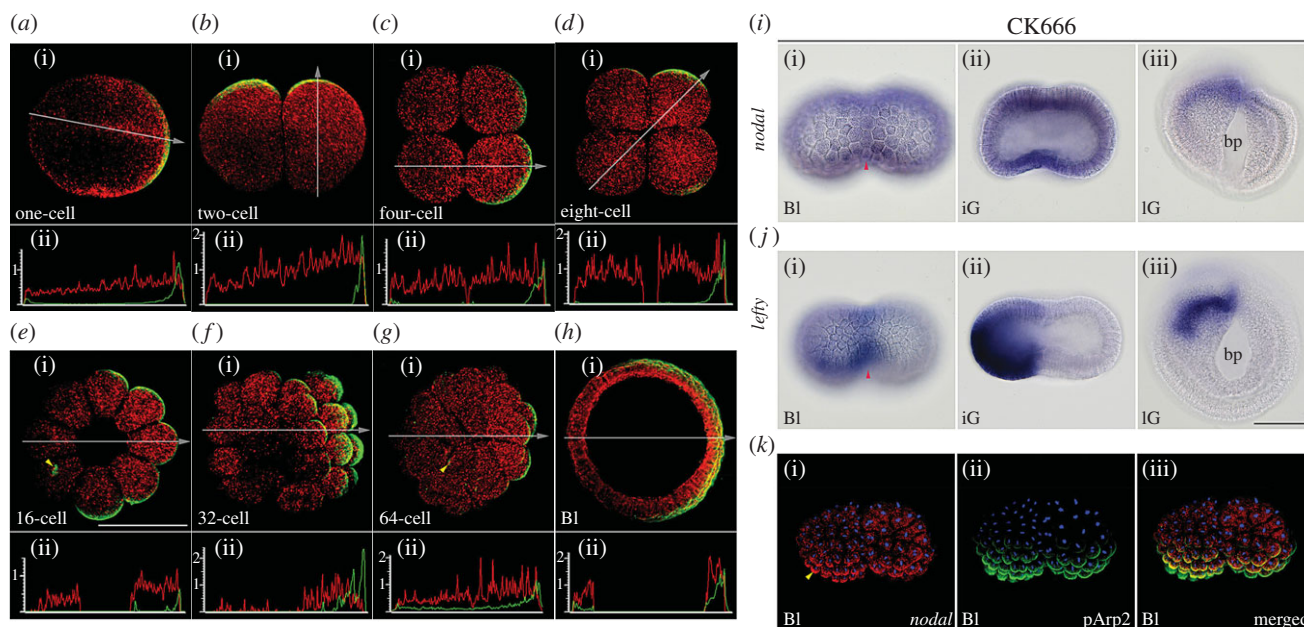 (a) (b) (c) (d)
(i) (i) (i) (i)
one-cell two-cell four-cell eight-cell
(ii) (ii) (ii) (ii)
1 2 1 2 1 2 1
(e) (f) (g) (h)
(i) (i) (i) (i)
16-cell 32-cell 64-cell Bl
(ii) (ii) (ii) (ii)
1 2 1 2 1 2 1
(i) CK666
nodal
(i) (ii) (iii)
bp
Bl iG lG
(j)
lefty
(i) (ii) (iii)
bp
Bl iG lG
(k)
(i) (ii) (iii)
Bl nodal Bl pArp2 Bl merged